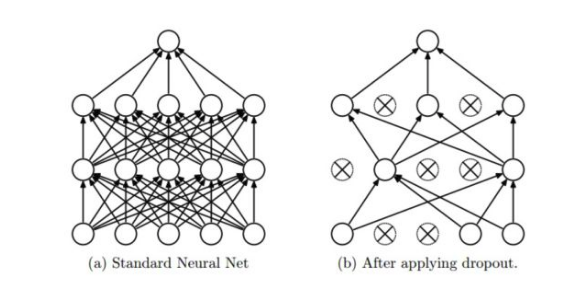 (a) Standard Neural Net
(b) After applying dropout.